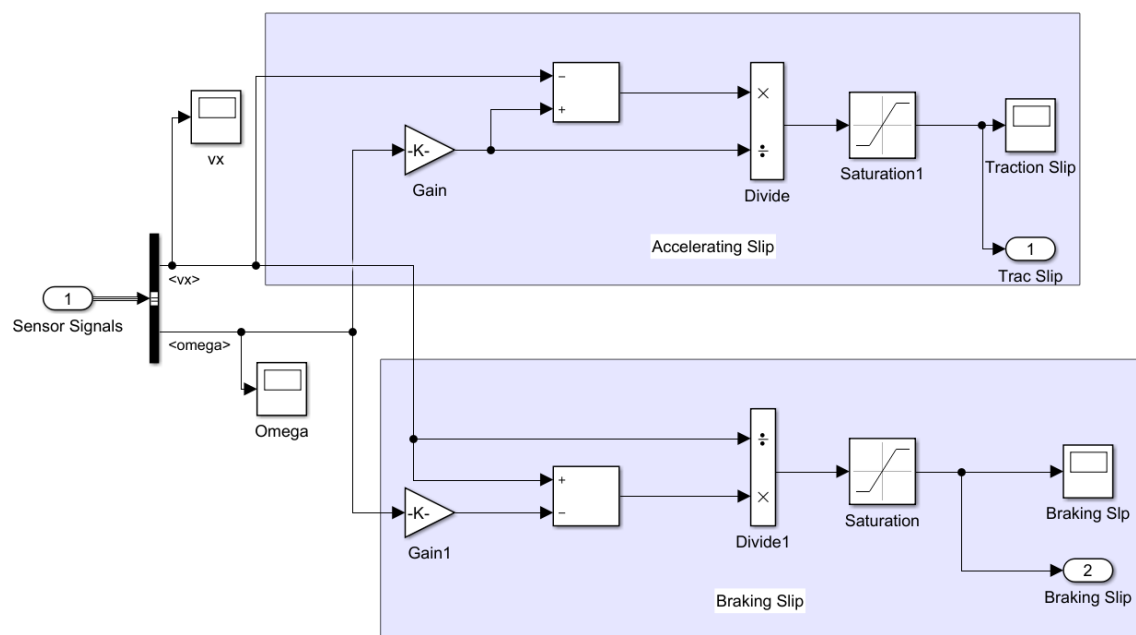 vx
-K-
Gain
−
+
×
÷
Divide
Saturation1
Traction Slip
Accelerating Slip
1
Trac Slip
1
Sensor Signals
<vx>
<omega>
Omega
-K-
Gain1
+
−
÷
×
Divide1
Saturation
Braking Slp
2
Braking Slip
Braking Slip